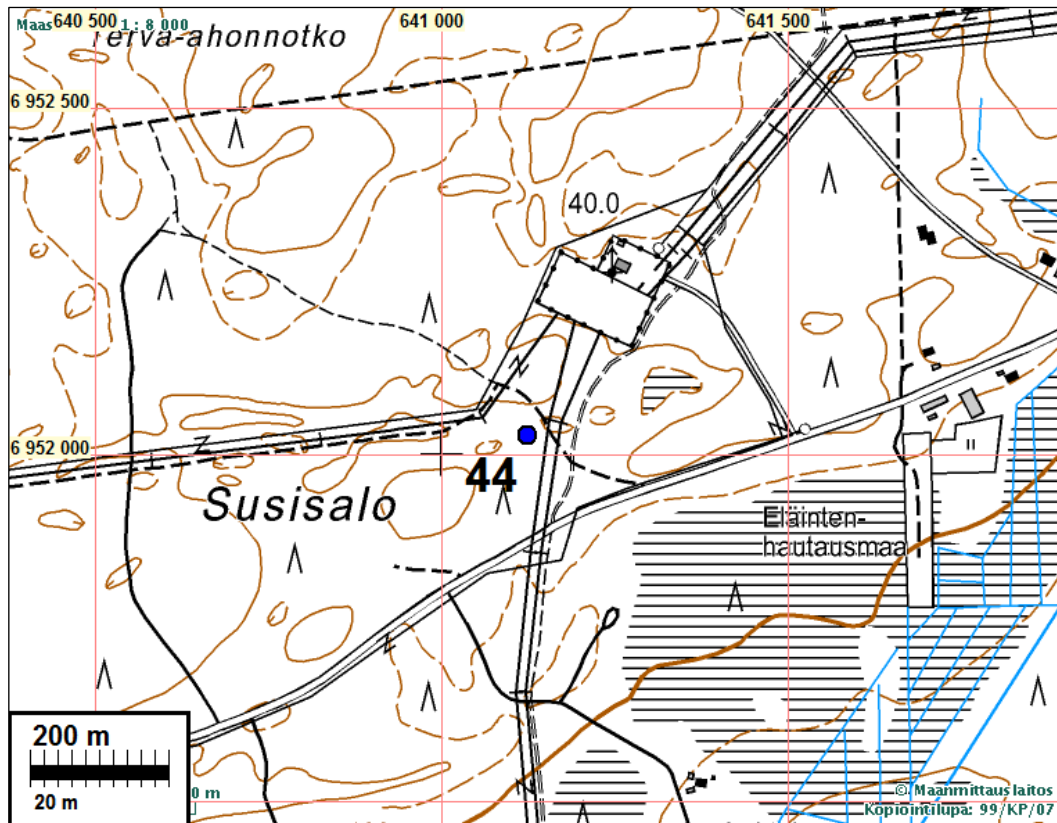 Maas 1 : 8 000
640 500
641 000
641 500
erva-ahonnotko
6 952 500
40.0
6 952 000
44
Susisalo
Eläinten-
hautausmaa
II
200 m
20 m
0 m
© Maanmittauslaitos
Kopiointilupa: 99/KP/07